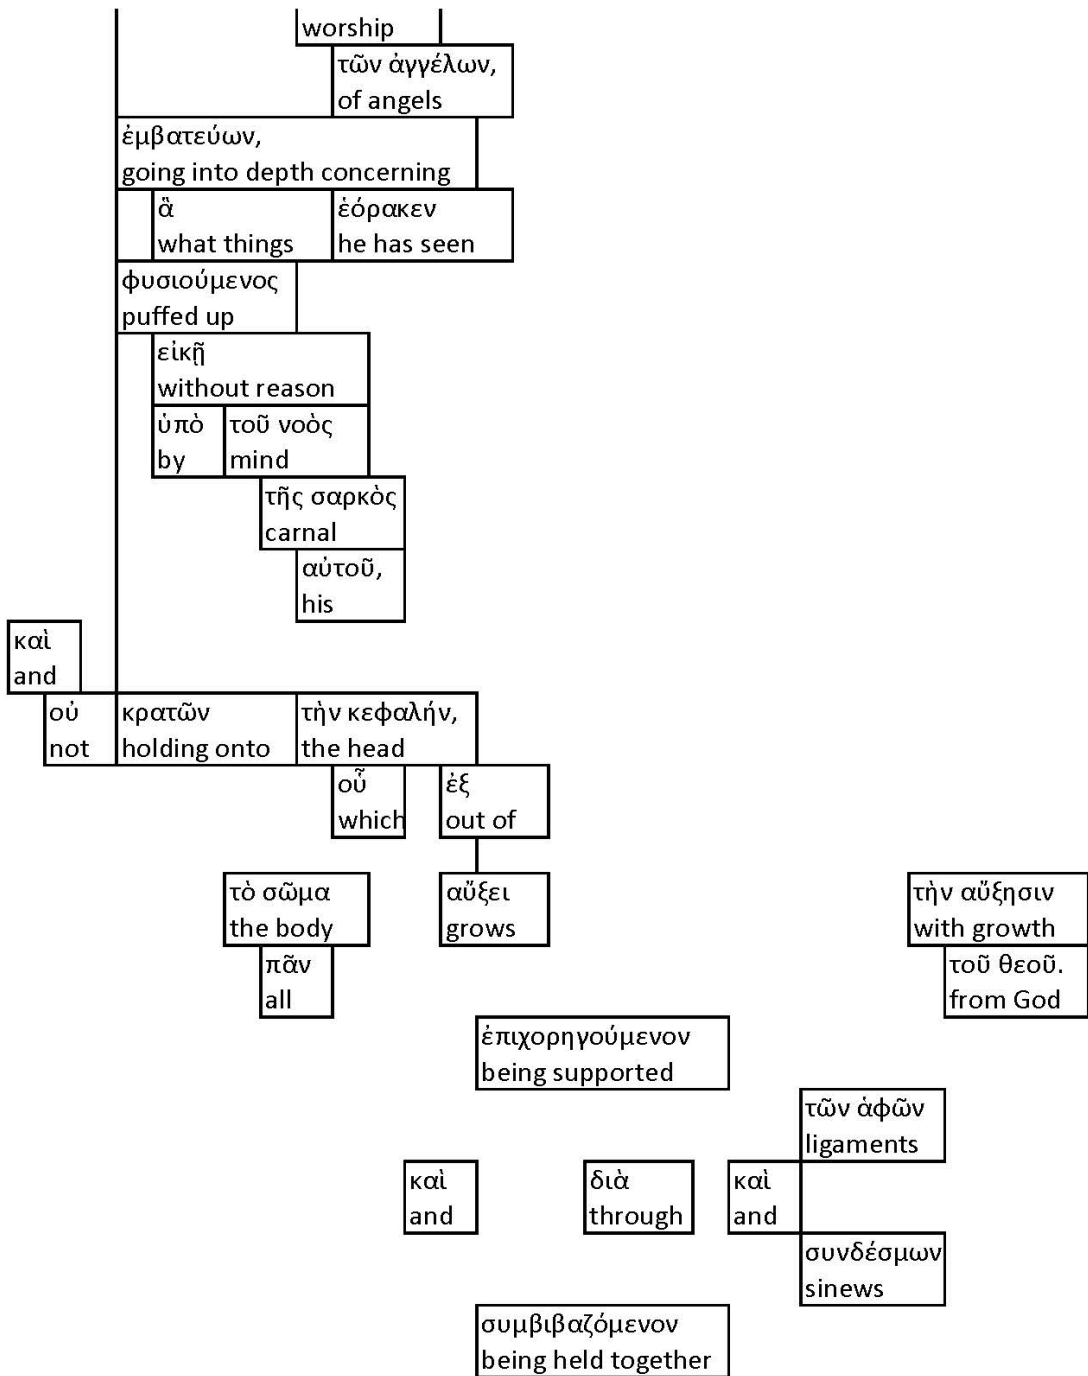 worship
τῶν ἀγγέλων,
of angels
ἐμβατεύων,
going into depth concerning
ἃ ἑόρακεν
what things he has seen
φυσιούμενος
puffed up
εἰκῇ
without reason
ὑπὸ τοῦ νοὸς
by mind
τῆς σαρκὸς
carnal
αὐτοῦ,
his
καὶ
and
οὐ κρατῶν τὴν κεφαλήν,
not holding onto the head
οὗ ἐξ
which out of
τὸ σῶμα αὔξει τὴν αὔξησιν
the body grows with growth
πᾶν τοῦ θεοῦ.
all from God
ἐπιχορηγούμενον
being supported
τῶν ἁφῶν
ligaments
καὶ διὰ καὶ
and through and
συνδέσμων
sinews
συμβιβαζόμενον
being held together